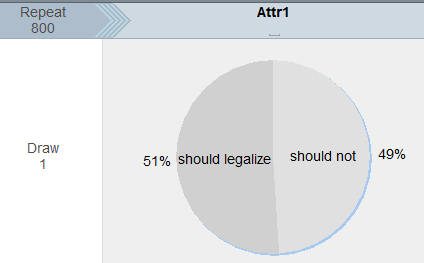 Repeat
800
Attr1
Draw
1
51%
should legalize
should not
49%